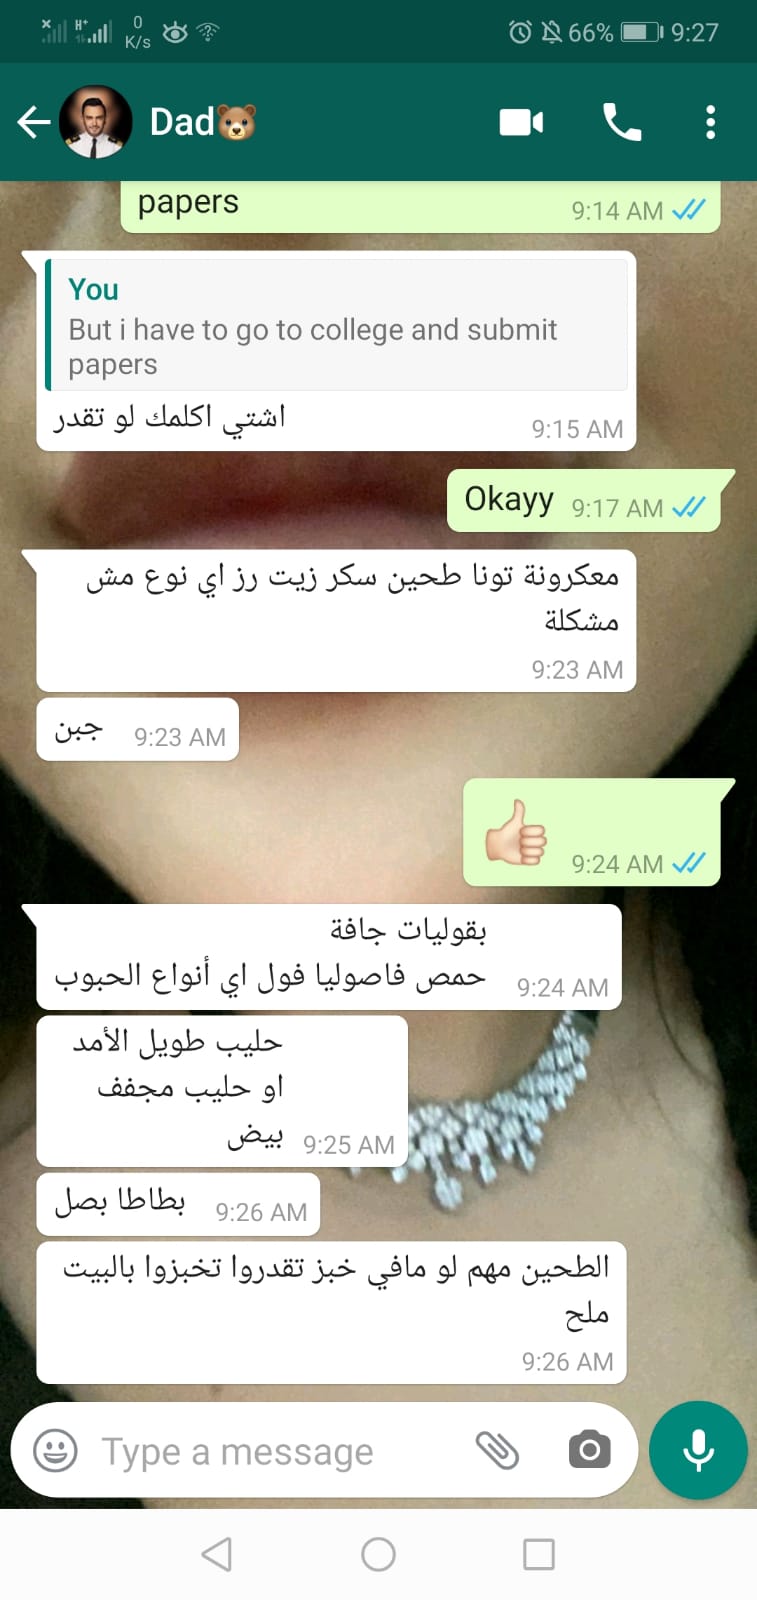 H+
0
K/s
66%
9:27
Dad🐻
papers
9:14 AM
You
But i have to go to college and submit
papers
اشتي اكلمك لو تقدر
9:15 AM
Okayy
9:17 AM
معكرونة تونا طحين سكر زيت رز اي نوع مش
مشكلة
9:23 AM
جبن
9:23 AM
👍🏻
9:24 AM
بقوليات جافة
حمص فاصوليا فول اي أنواع الحبوب
9:24 AM
حليب طويل الأمد
او حليب مجفف
بيض
9:25 AM
بطاطا بصل
9:26 AM
الطحين مهم لو مافي خبز تقدروا تخبزوا بالبيت
ملح
9:26 AM
Type a message